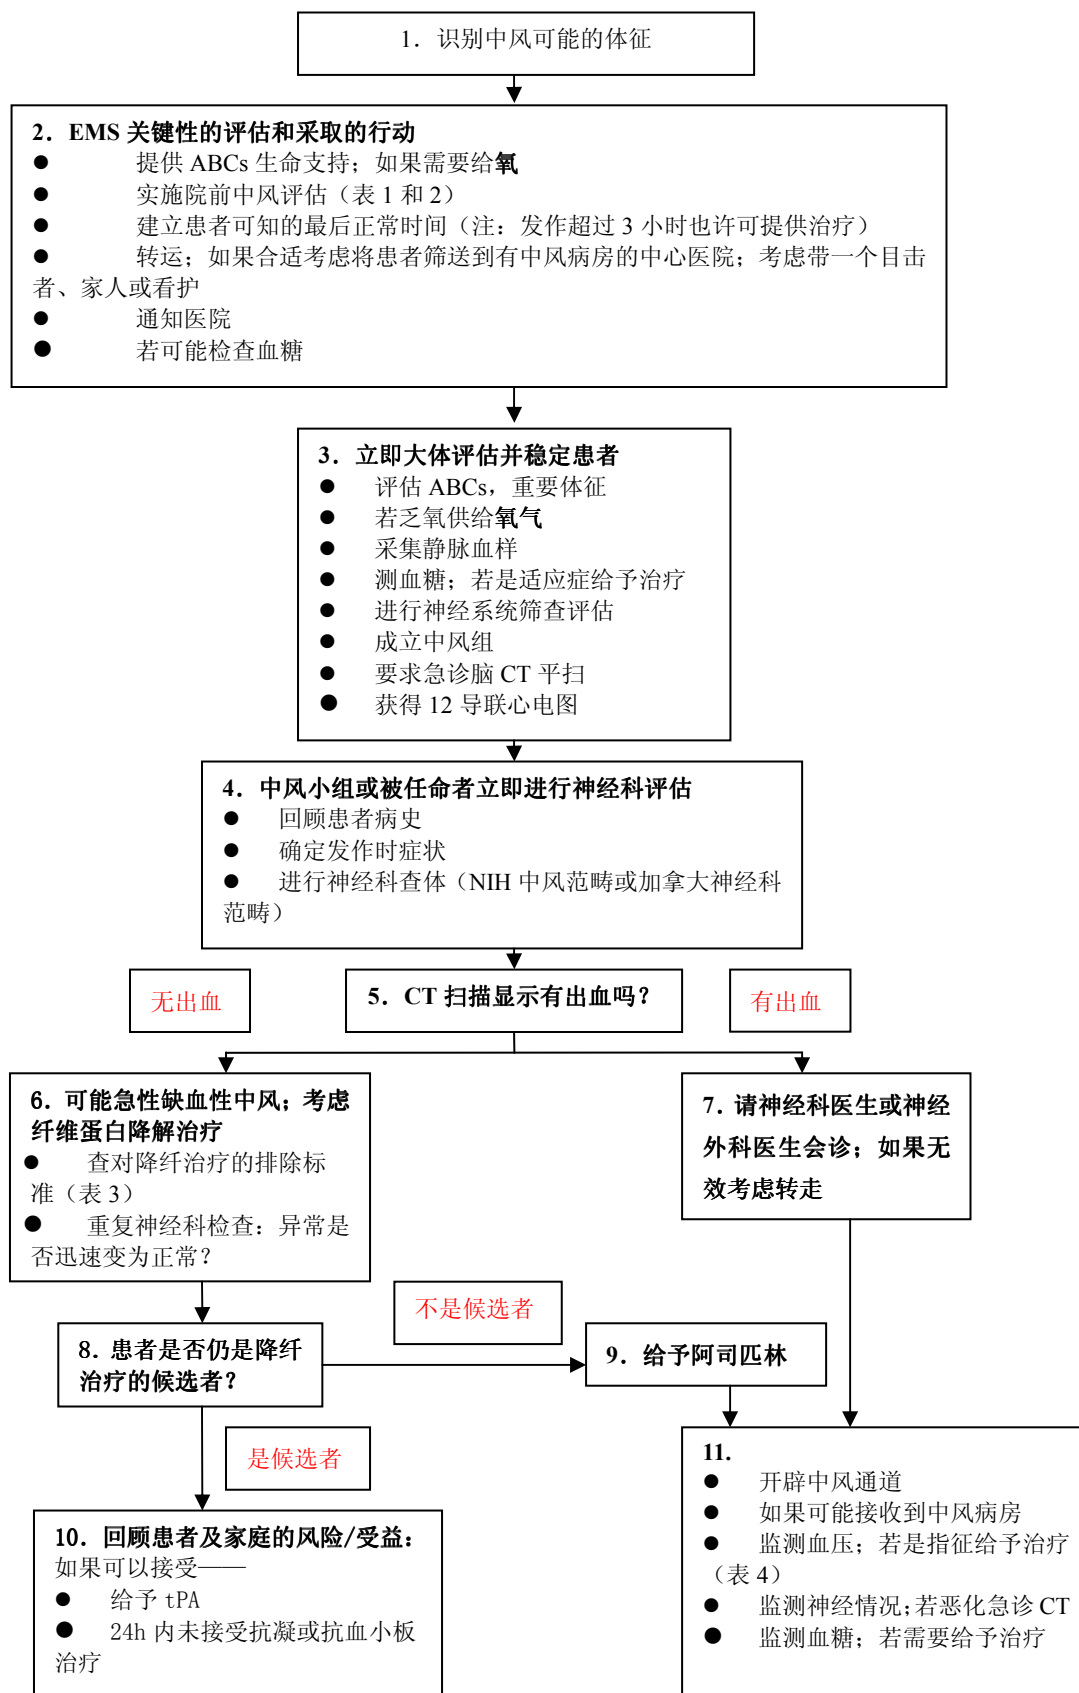 1. 识别中风可能的体征
2. EMS 关键性的评估和采取的行动
● 提供 ABCs 生命支持；如果需要给氧
● 实施院前中风评估（表 1 和 2）
● 建立患者可知的最后正常时间（注：发作超过 3 小时也许可提供治疗）
● 转运；如果合适考虑将患者筛送到有中风病房的中心医院；考虑带一个目击
者、家人或看护
● 通知医院
● 若可能检查血糖
3. 立即大体评估并稳定患者
● 评估 ABCs，重要体征
● 若乏氧供给氧气
● 采集静脉血样
● 测血糖；若是适应症给予治疗
● 进行神经系统筛查评估
● 成立中风组
● 要求急诊脑 CT 平扫
● 获得 12 导联心电图
4. 中风小组或被任命者立即进行神经科评估
● 回顾患者病史
● 确定发作时症状
● 进行神经科查体（NIH 中风范畴或加拿大神经科
范畴）
无出血
5. CT 扫描显示有出血吗？
有出血
6. 可能急性缺血性中风；考虑
纤维蛋白降解治疗
● 查对降纤治疗的排除标
准（表 3）
● 重复神经科检查：异常是
否迅速变为正常？
7. 请神经科医生或神经
外科医生会诊；如果无
效考虑转走
不是候选者
8. 患者是否仍是降纤
治疗的候选者？
9. 给予阿司匹林
是候选者
10. 回顾患者及家庭的风险/受益：
如果可以接受——
● 给予 tPA
● 24h 内未接受抗凝或抗血小板
治疗
11.
● 开辟中风通道
● 如果可能接收到中风病房
● 监测血压；若是指征给予治疗
（表 4）
● 监测神经情况；若恶化急诊 CT
● 监测血糖；若需要给予治疗